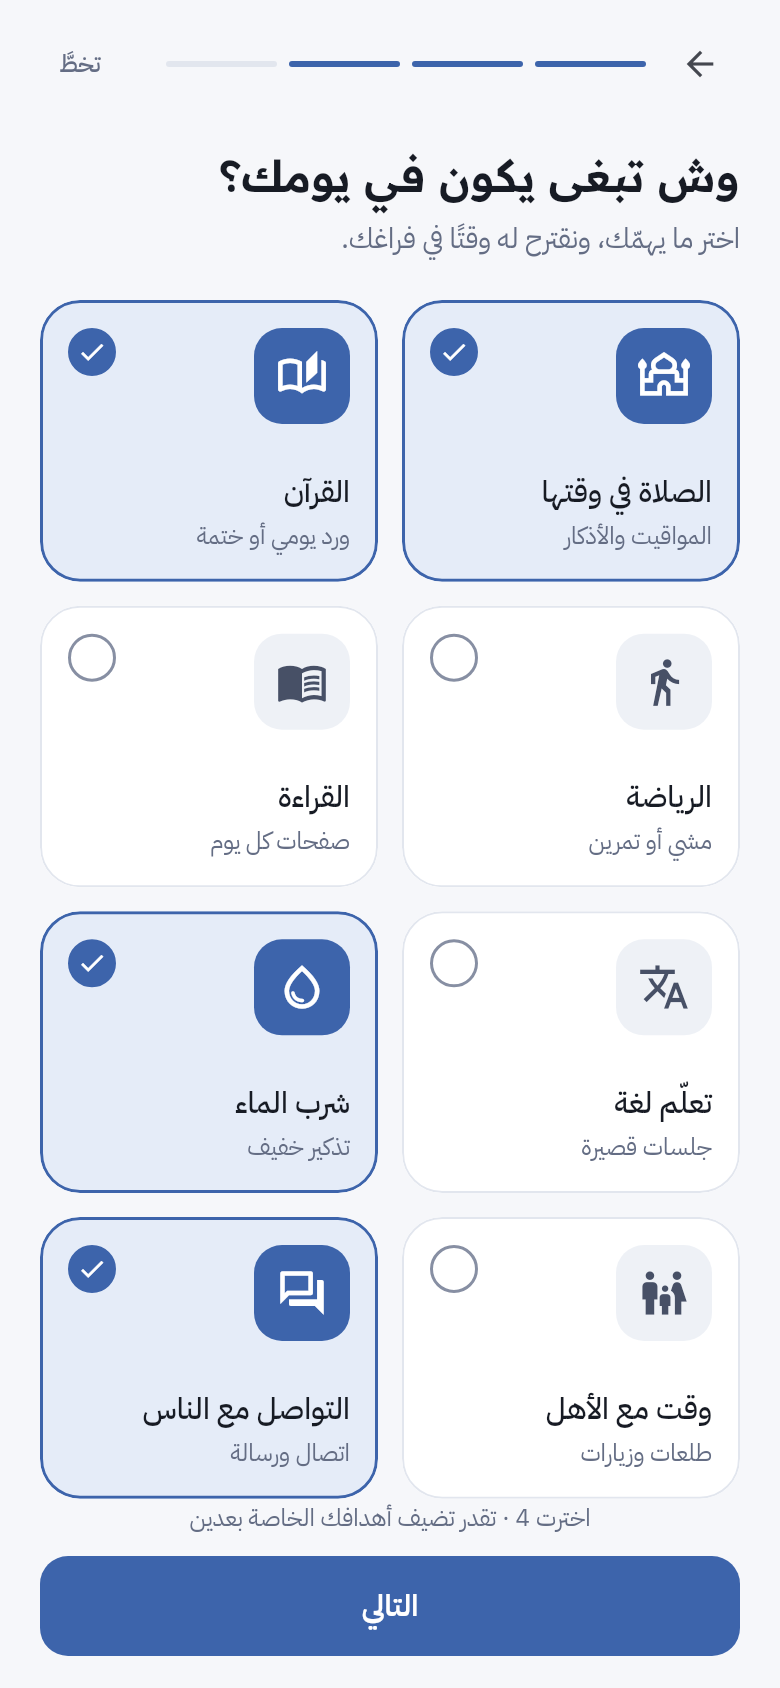 تخطَّ
وش تبغى يكون في يومك؟
اختر ما يهمّك، ونقترح له وقتًا في فراغك.
الصلاة في وقتها
المواقيت والأذكار
القرآن
ورد يومي أو ختمة
الرياضة
مشي أو تمرين
القراءة
صفحات كل يوم
تعلّم لغة
جلسات قصيرة
شرب الماء
تذكير خفيف
وقت مع الأهل
طلعات وزيارات
التواصل مع الناس
اتصال ورسالة
اخترت 4 · تقدر تضيف أهدافك الخاصة بعدين
التالي